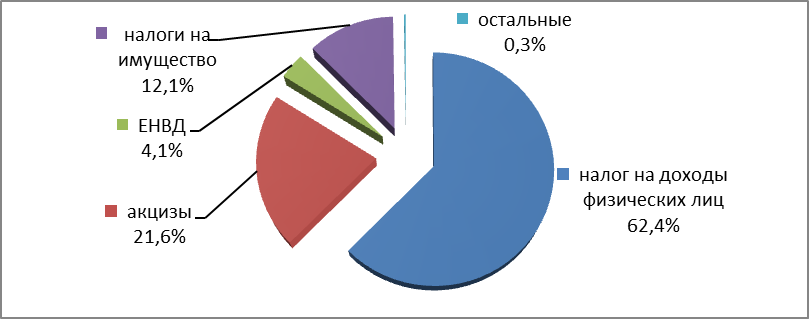 налоги на
имущество
12,1%
остальные
0,3%
ЕНВД
4,1%
налог на доходы
физических лиц
62,4%
акцизы
21,6%